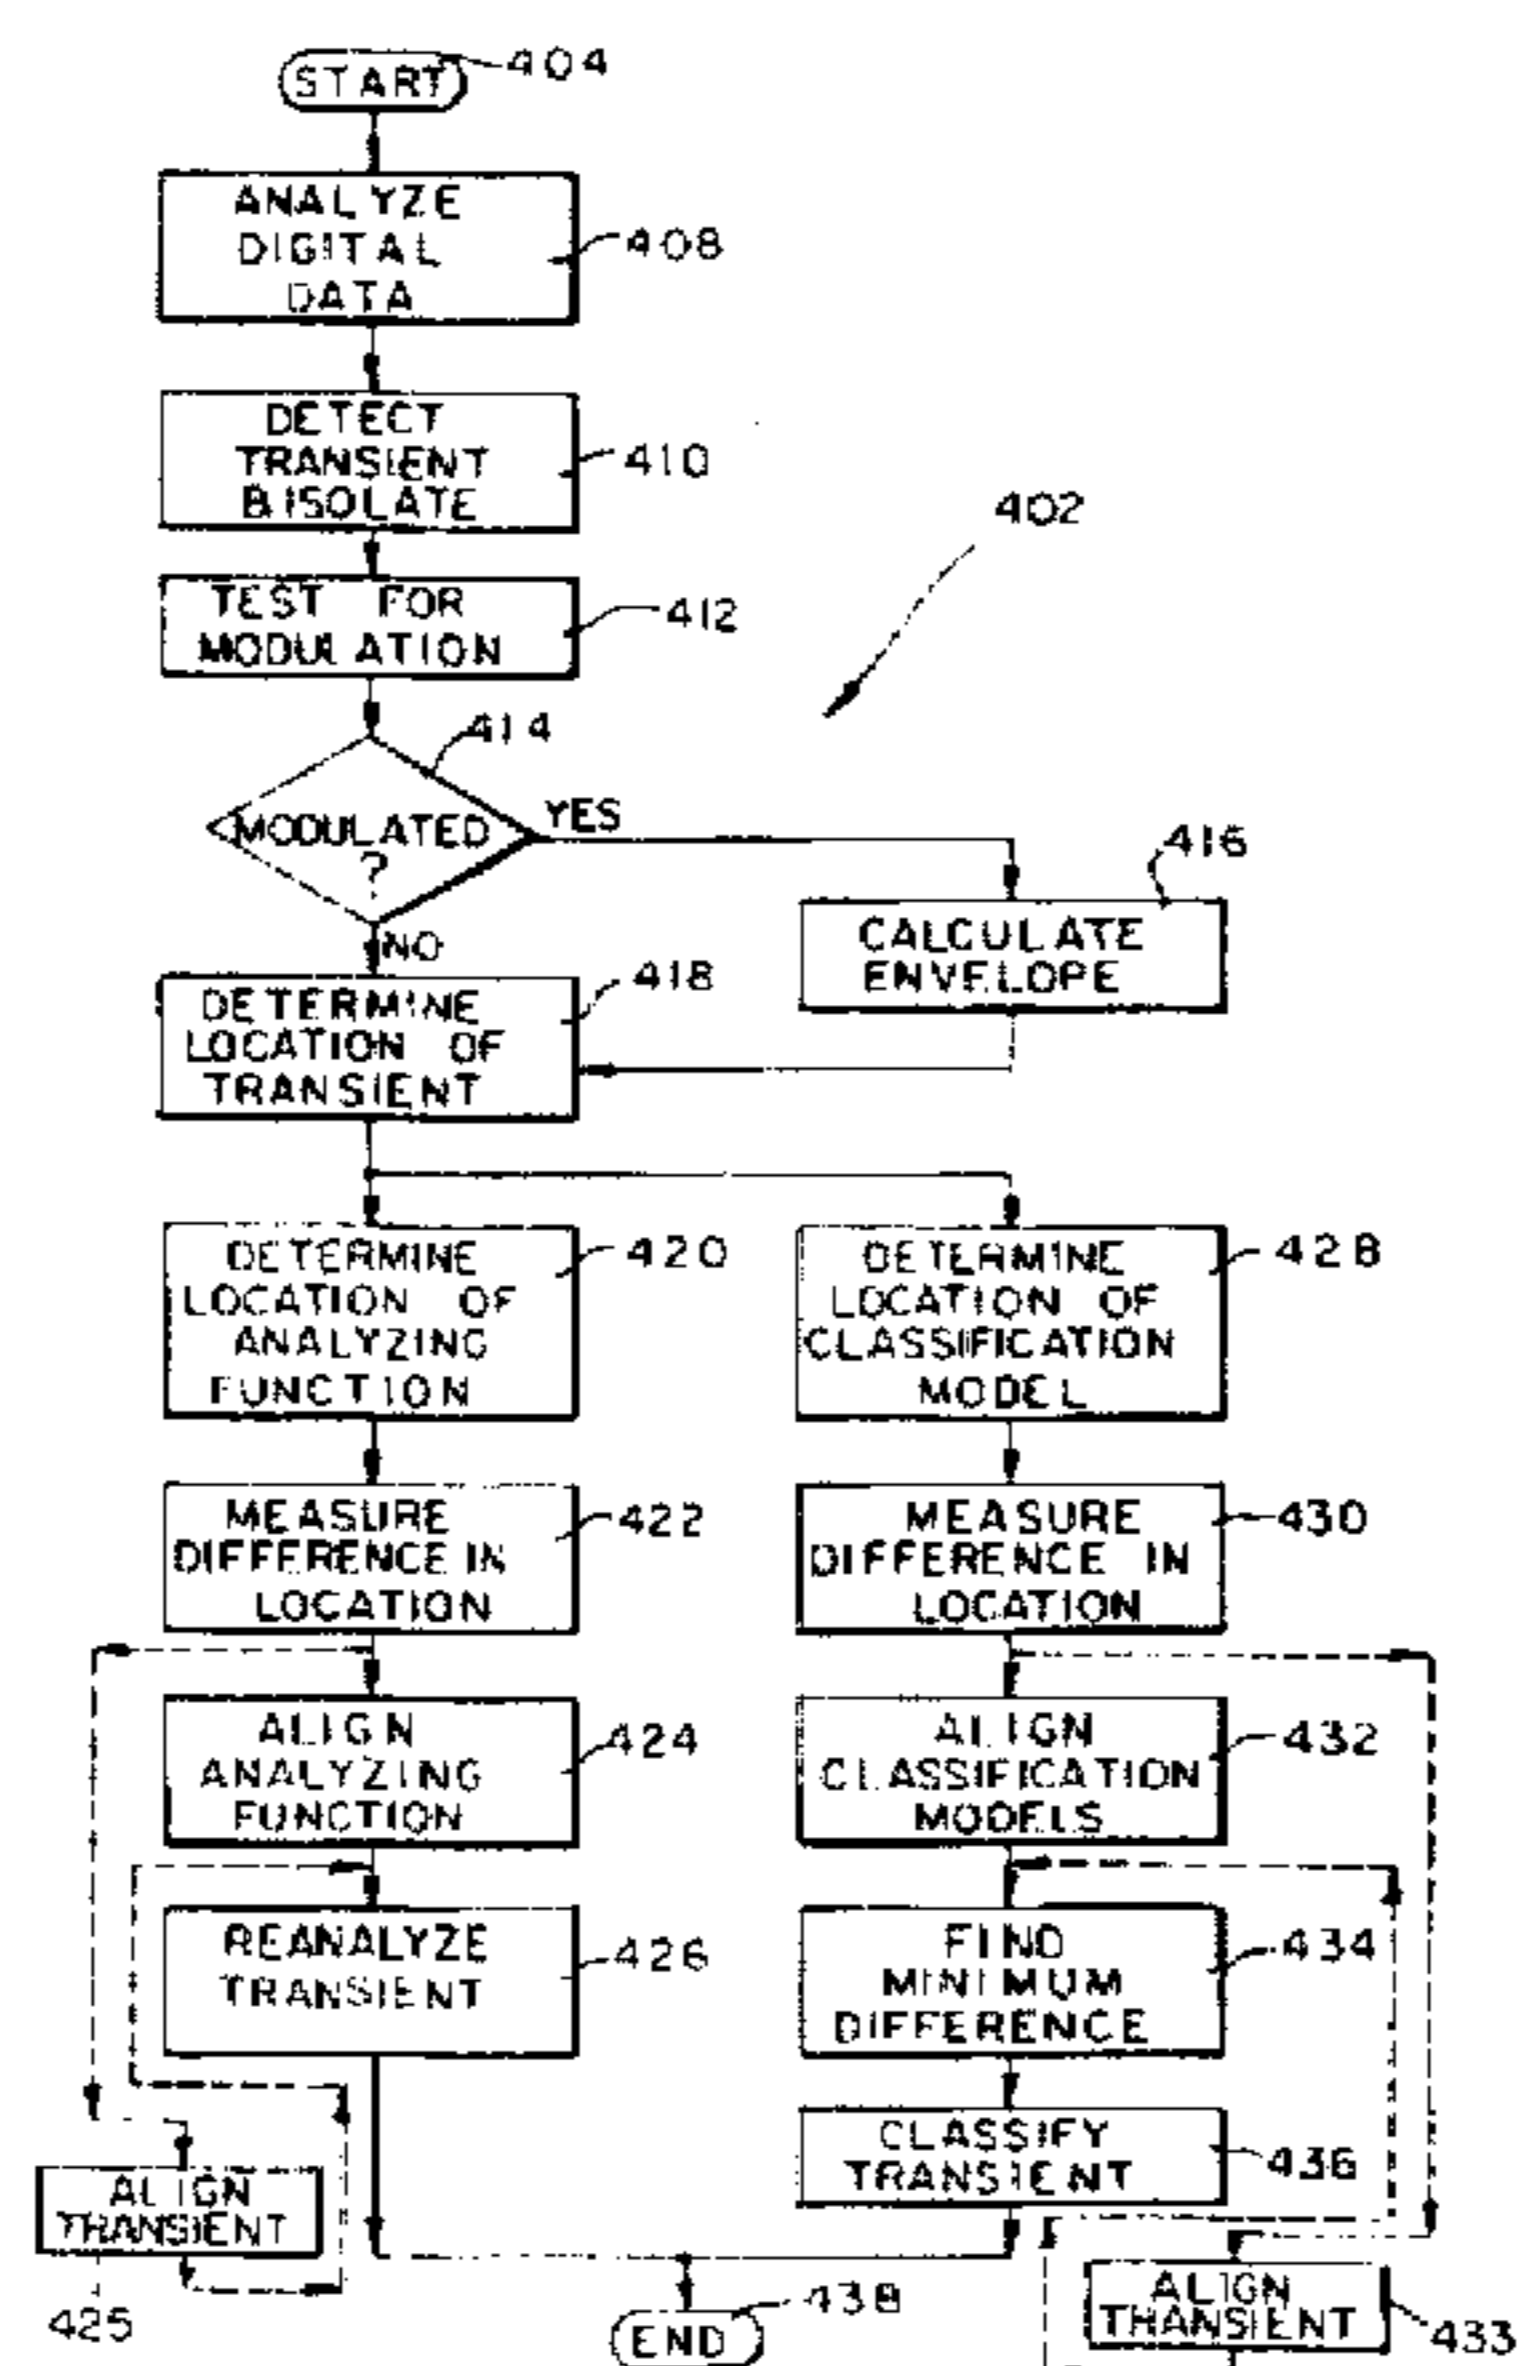 START
404
ANALYZE
DIGITAL
DATA
408
DETECT
TRANSIENT
& ISOLATE
410
402
TEST FOR
MODULATION
412
414
MODULATED
?
YES
NO
416
CALCULATE
ENVELOPE
DETERMINE
LOCATION OF
TRANSIENT
418
DETERMINE
LOCATION OF
ANALYZING
FUNCTION
420
DETERMINE
LOCATION OF
CLASSIFICATION
MODEL
428
MEASURE
DIFFERENCE IN
LOCATION
422
MEASURE
DIFFERENCE IN
LOCATION
430
ALIGN
ANALYZING
FUNCTION
424
ALIGN
CLASSIFICATION
MODELS
432
REANALYZE
TRANSIENT
426
FIND
MINIMUM
DIFFERENCE
434
CLASSIFY
TRANSIENT
436
ALIGN
TRANSIENT
425
438
END
ALIGN
TRANSIENT
433